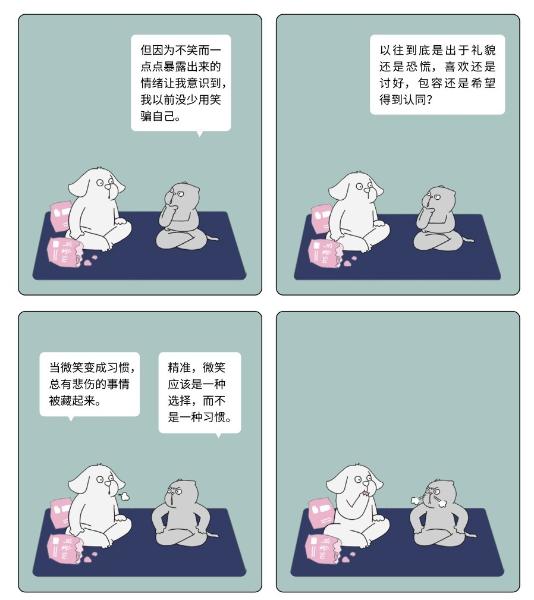 但因为不笑而一
点点暴露出来的
情绪让我意识到，
我以前没少用笑
骗自己。
以往到底是出于礼貌
还是恐慌，喜欢还是
讨好，包容还是希望
得到认同？
当微笑变成习惯，
总有悲伤的事情
被藏起来。
精准，微笑
应该是一种
选择，而不
是一种习惯。